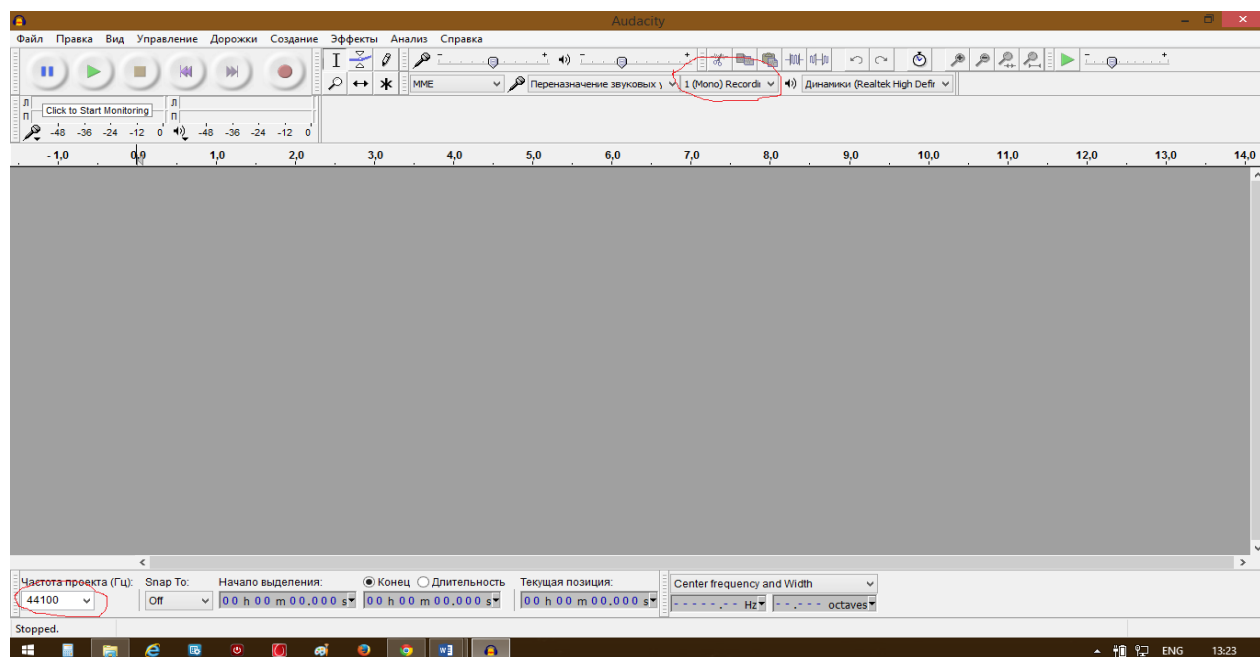 Audacity
Файл Правка Вид Управление Дорожки Создание Эффекты Анализ Справка
MME Переназначение звуковых 1 (Mono) Recordi Динамики (Realtek High Defir
Л Click to Start Monitoring Л
П П
-48 -36 -24 -12 0 -48 -36 -24 -12 0
-1,0 0,0 1,0 2,0 3,0 4,0 5,0 6,0 7,0 8,0 9,0 10,0 11,0 12,0 13,0 14,0
Частота проекта (Гц): Snap To: Начало выделения: Конец Длительность Текущая позиция: Center frequency and Width
44100 Off 00 h 00 m 00.000 s 00 h 00 m 00.000 s 00 h 00 m 00.000 s -----.-- Hz --.--- octaves
Stopped.
ENG 13:23